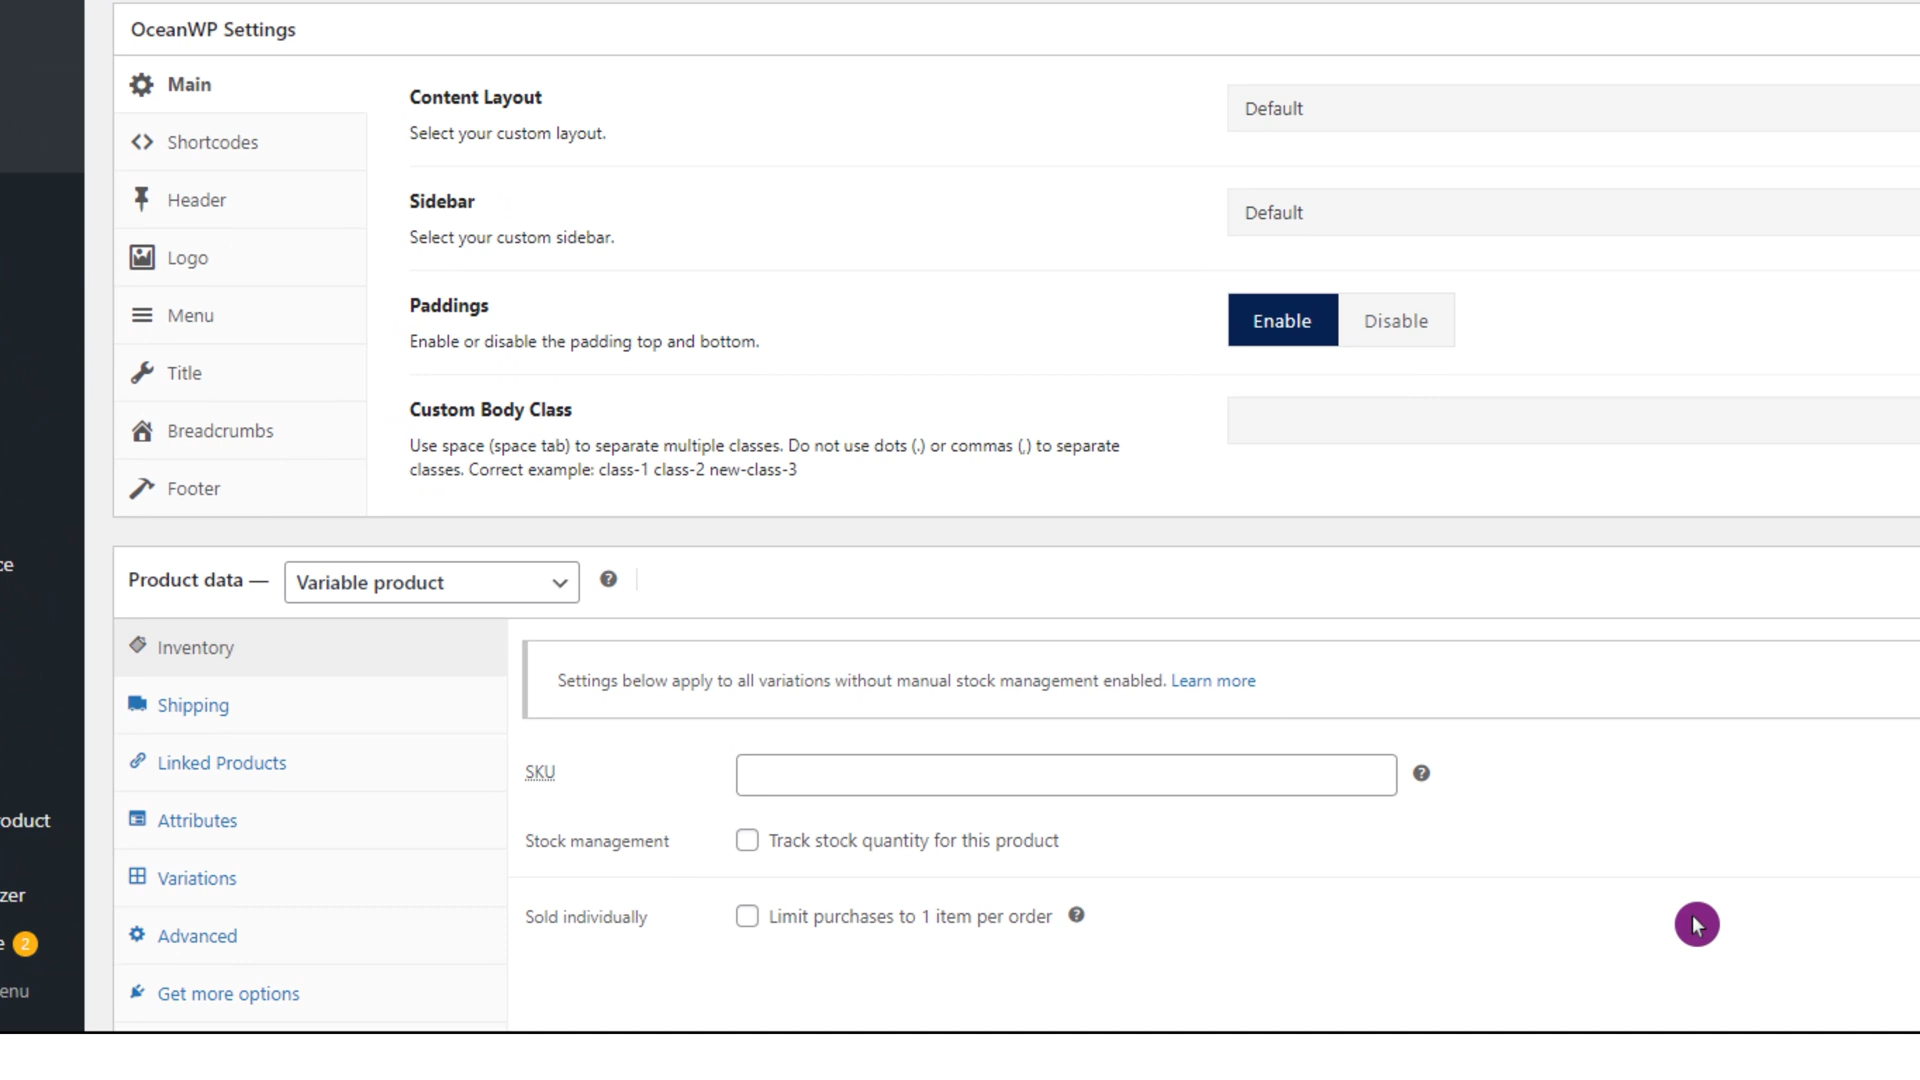 OceanWP Settings
Main
Shortcodes
Header
Logo
Menu
Title
Breadcrumbs
Footer
Content Layout
Select your custom layout.
Default
Sidebar
Select your custom sidebar.
Default
Paddings
Enable or disable the padding top and bottom.
Enable
Disable
Custom Body Class
Use space (space tab) to separate multiple classes. Do not use dots (.) or commas (,) to separate
classes. Correct example: class-1 class-2 new-class-3
Product data —
Variable product
Inventory
Shipping
Linked Products
Attributes
Variations
Advanced
Get more options
Settings below apply to all variations without manual stock management enabled. Learn more
SKU
Stock management
Track stock quantity for this product
Sold individually
Limit purchases to 1 item per order
ce
oduct
zer
e 2
enu